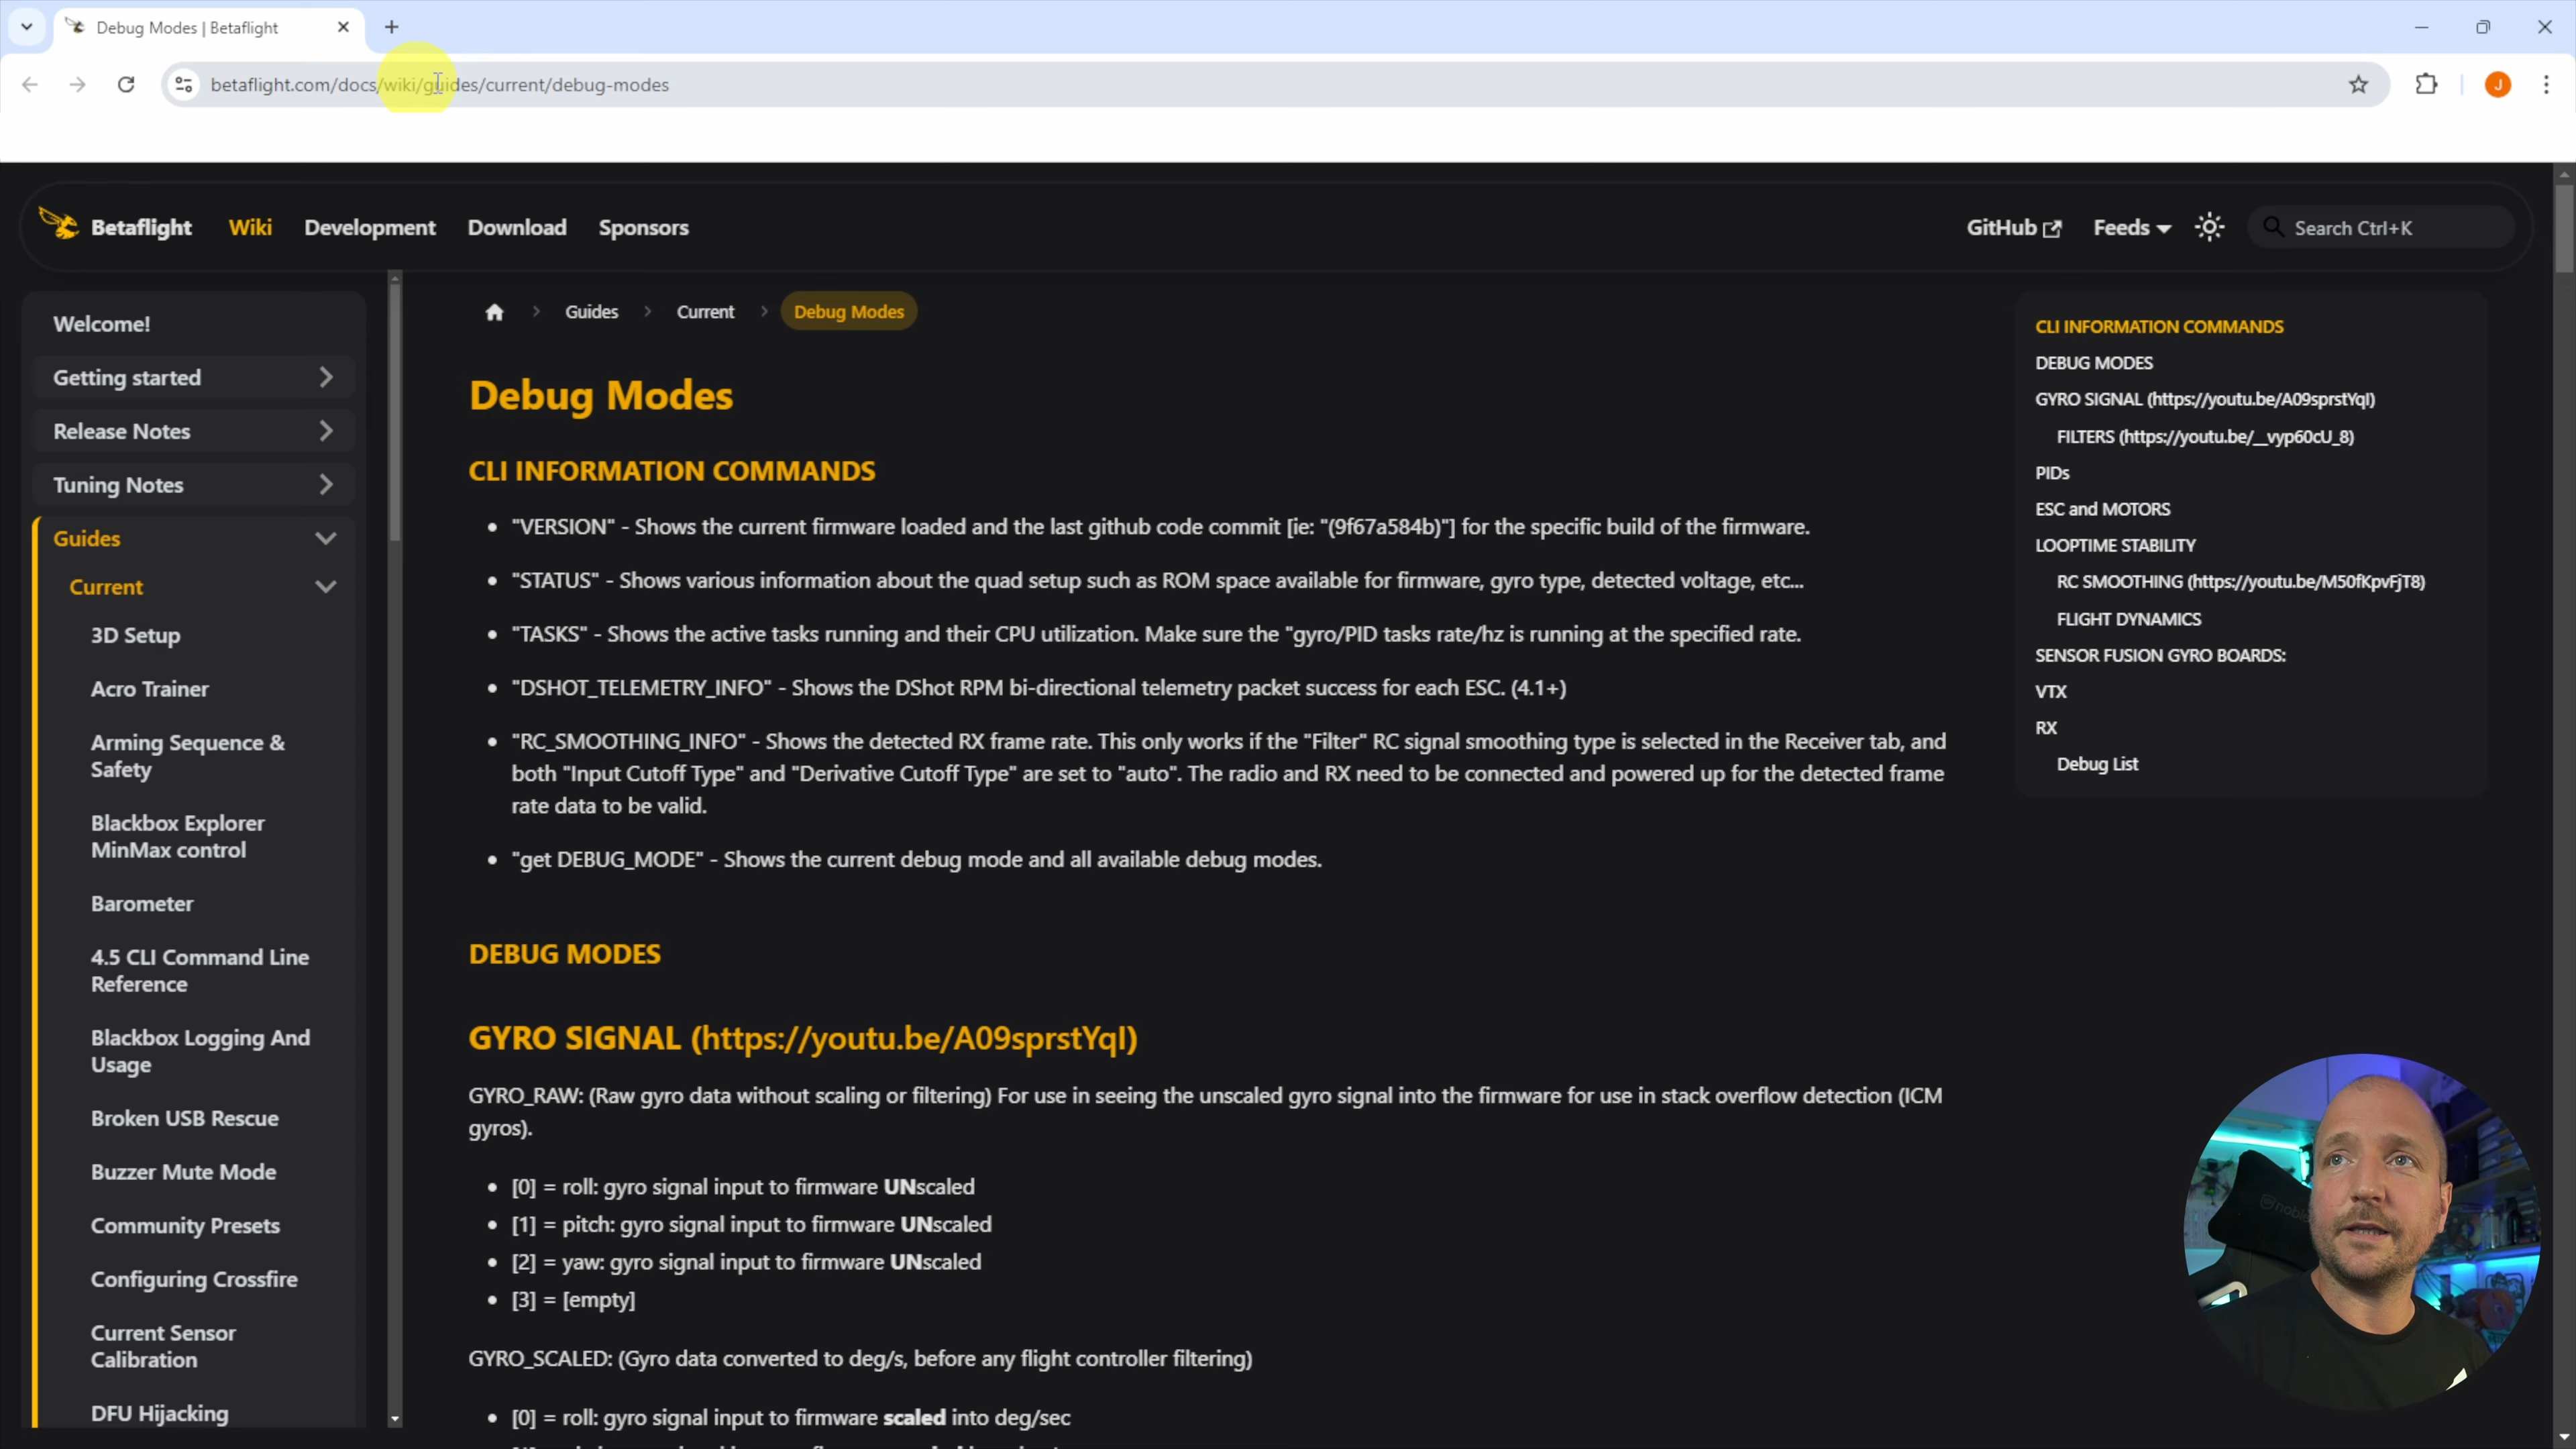 Debug Modes | Betaflight
betaflight.com/docs/wiki/guides/current/debug-modes
J
Betaflight
Wiki
Development
Download
Sponsors
GitHub
Feeds
Search Ctrl+K
Welcome!
Getting started
Release Notes
Tuning Notes
Guides
Current
3D Setup
Acro Trainer
Arming Sequence &
Safety
Blackbox Explorer
MinMax control
Barometer
4.5 CLI Command Line
Reference
Blackbox Logging And
Usage
Broken USB Rescue
Buzzer Mute Mode
Community Presets
Configuring Crossfire
Current Sensor
Calibration
DFU Hijacking
Guides
Current
Debug Modes
Debug Modes
CLI INFORMATION COMMANDS
• "VERSION" - Shows the current firmware loaded and the last github code commit [ie: "(9f67a584b)"] for the specific build of the firmware.
• "STATUS" - Shows various information about the quad setup such as ROM space available for firmware, gyro type, detected voltage, etc...
• "TASKS" - Shows the active tasks running and their CPU utilization. Make sure the "gyro/PID tasks rate/hz is running at the specified rate.
• "DSHOT_TELEMETRY_INFO" - Shows the DShot RPM bi-directional telemetry packet success for each ESC. (4.1+)
• "RC_SMOOTHING_INFO" - Shows the detected RX frame rate. This only works if the "Filter" RC signal smoothing type is selected in the Receiver tab, and
both "Input Cutoff Type" and "Derivative Cutoff Type" are set to "auto". The radio and RX need to be connected and powered up for the detected frame
rate data to be valid.
• "get DEBUG_MODE" - Shows the current debug mode and all available debug modes.
DEBUG MODES
GYRO SIGNAL (https://youtu.be/A09sprstYqI)
GYRO_RAW: (Raw gyro data without scaling or filtering) For use in seeing the unscaled gyro signal into the firmware for use in stack overflow detection (ICM
gyros).
• [0] = roll: gyro signal input to firmware UNscaled
• [1] = pitch: gyro signal input to firmware UNscaled
• [2] = yaw: gyro signal input to firmware UNscaled
• [3] = [empty]
GYRO_SCALED: (Gyro data converted to deg/s, before any flight controller filtering)
• [0] = roll: gyro signal input to firmware scaled into deg/sec
CLI INFORMATION COMMANDS
DEBUG MODES
GYRO SIGNAL (https://youtu.be/A09sprstYqI)
FILTERS (https://youtu.be/__vyp60cU_8)
PIDs
ESC and MOTORS
LOOPTIME STABILITY
RC SMOOTHING (https://youtu.be/M50fKpvFjT8)
FLIGHT DYNAMICS
SENSOR FUSION GYRO BOARDS:
VTX
RX
Debug List